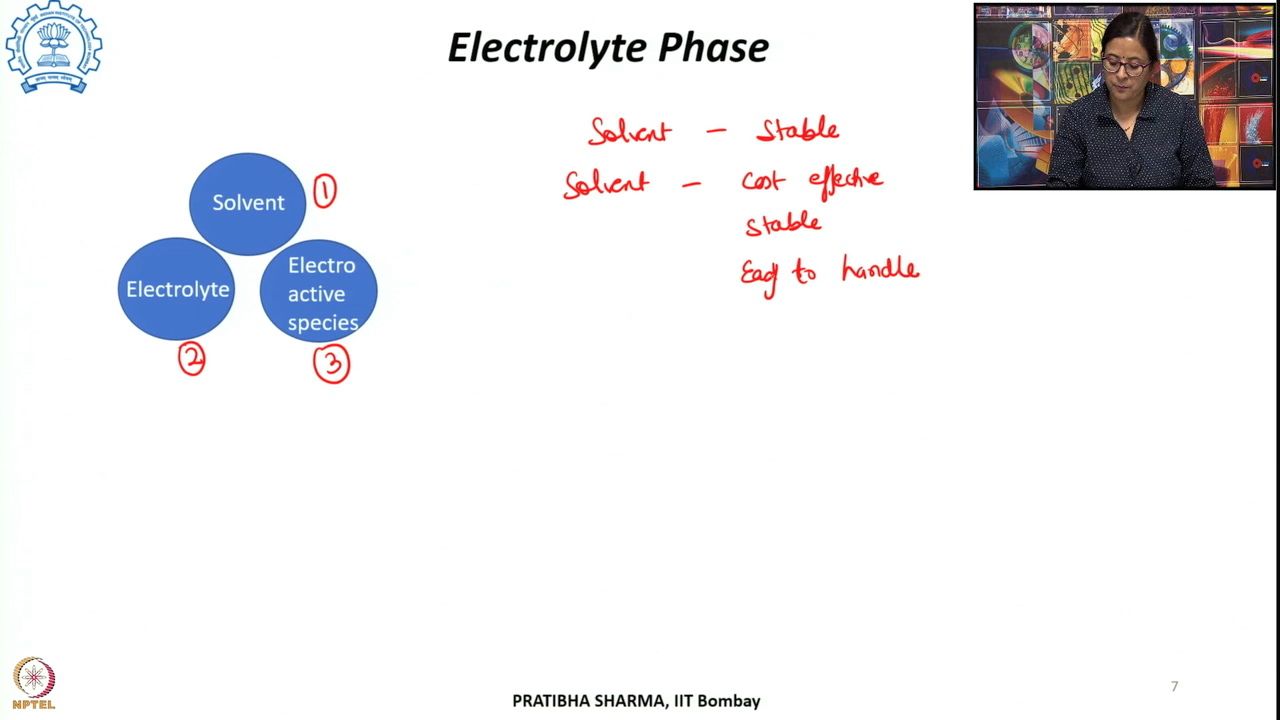 Electrolyte Phase
Solvent – Stable
Solvent – Cost effective
Stable
Easy to handle
Solvent 1
Electrolyte
2
Electro
active
species
3
7
NPTEL
PRATIBHA SHARMA, IIT Bombay